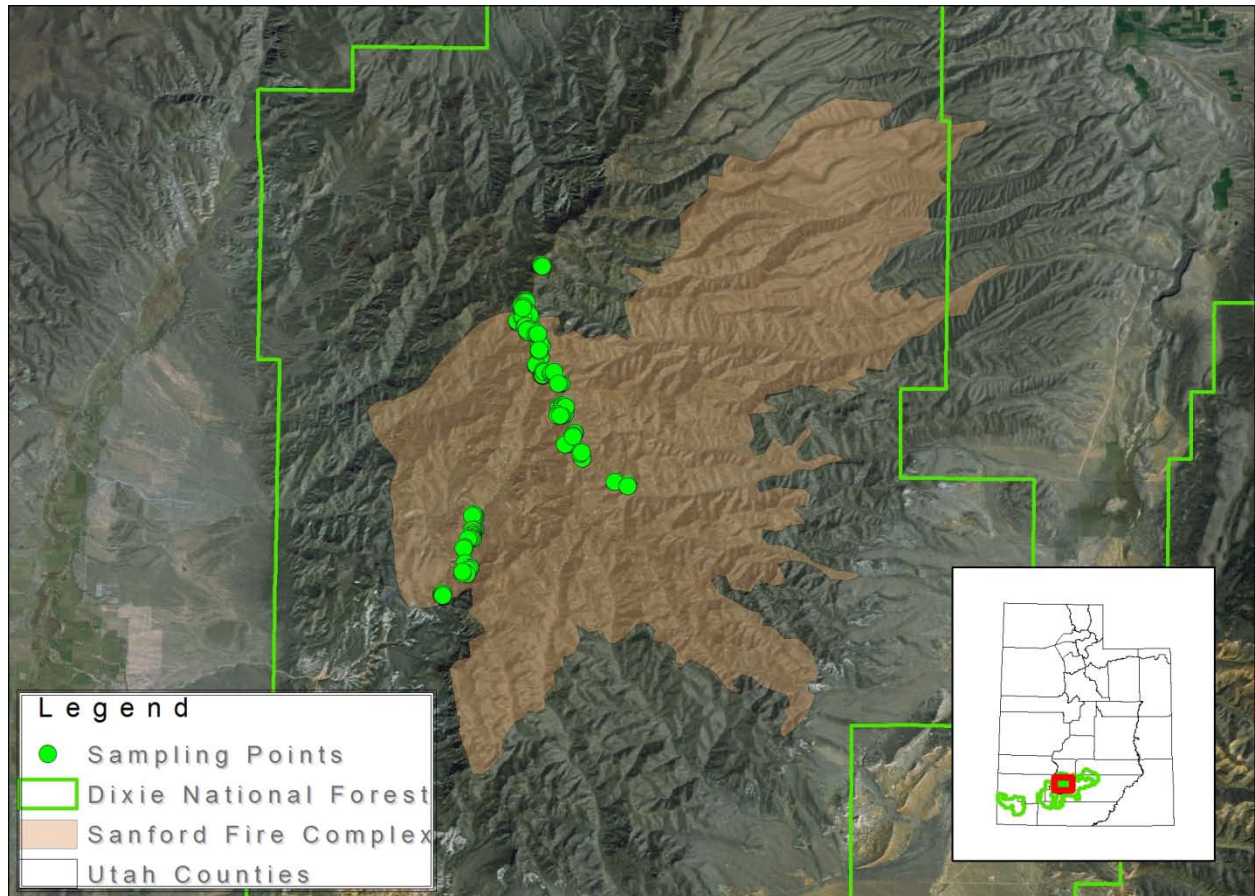 Legend
Sampling Points
Dixie National Forest
Sanford Fire Complex
Utah Counties